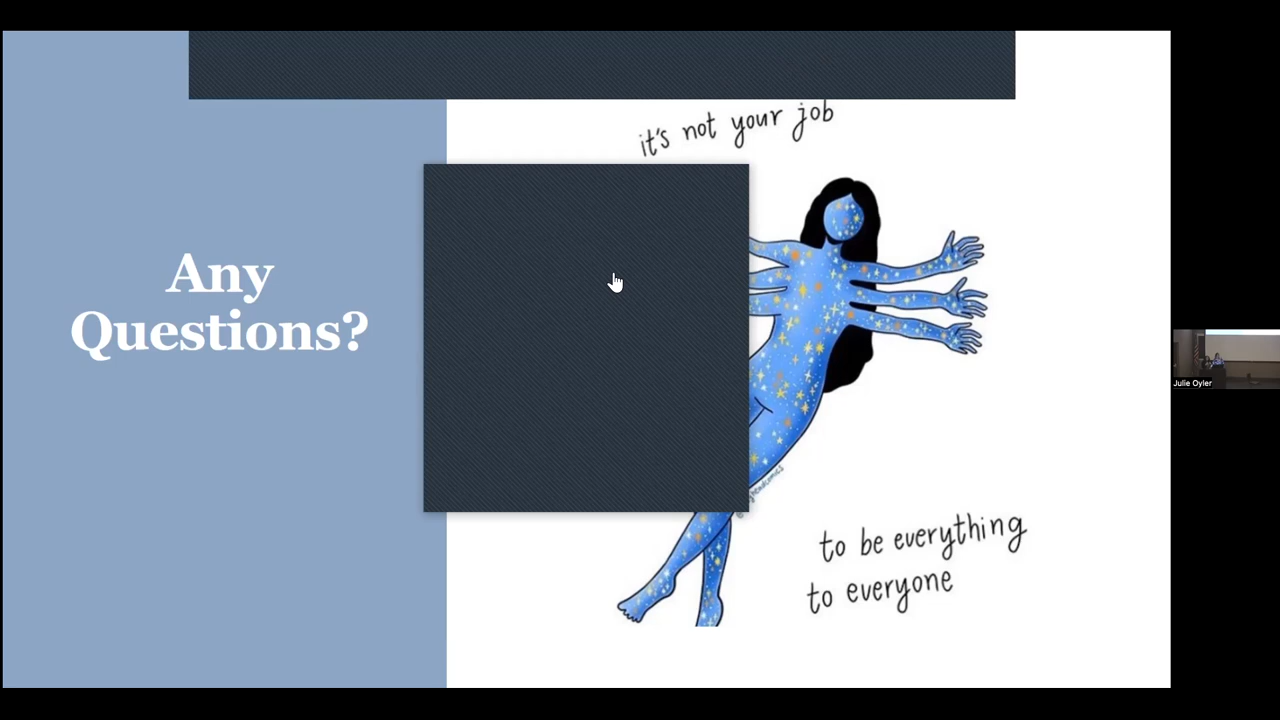 it's not your job
Any
Questions?
to be everything
to everyone
Julie Oyler